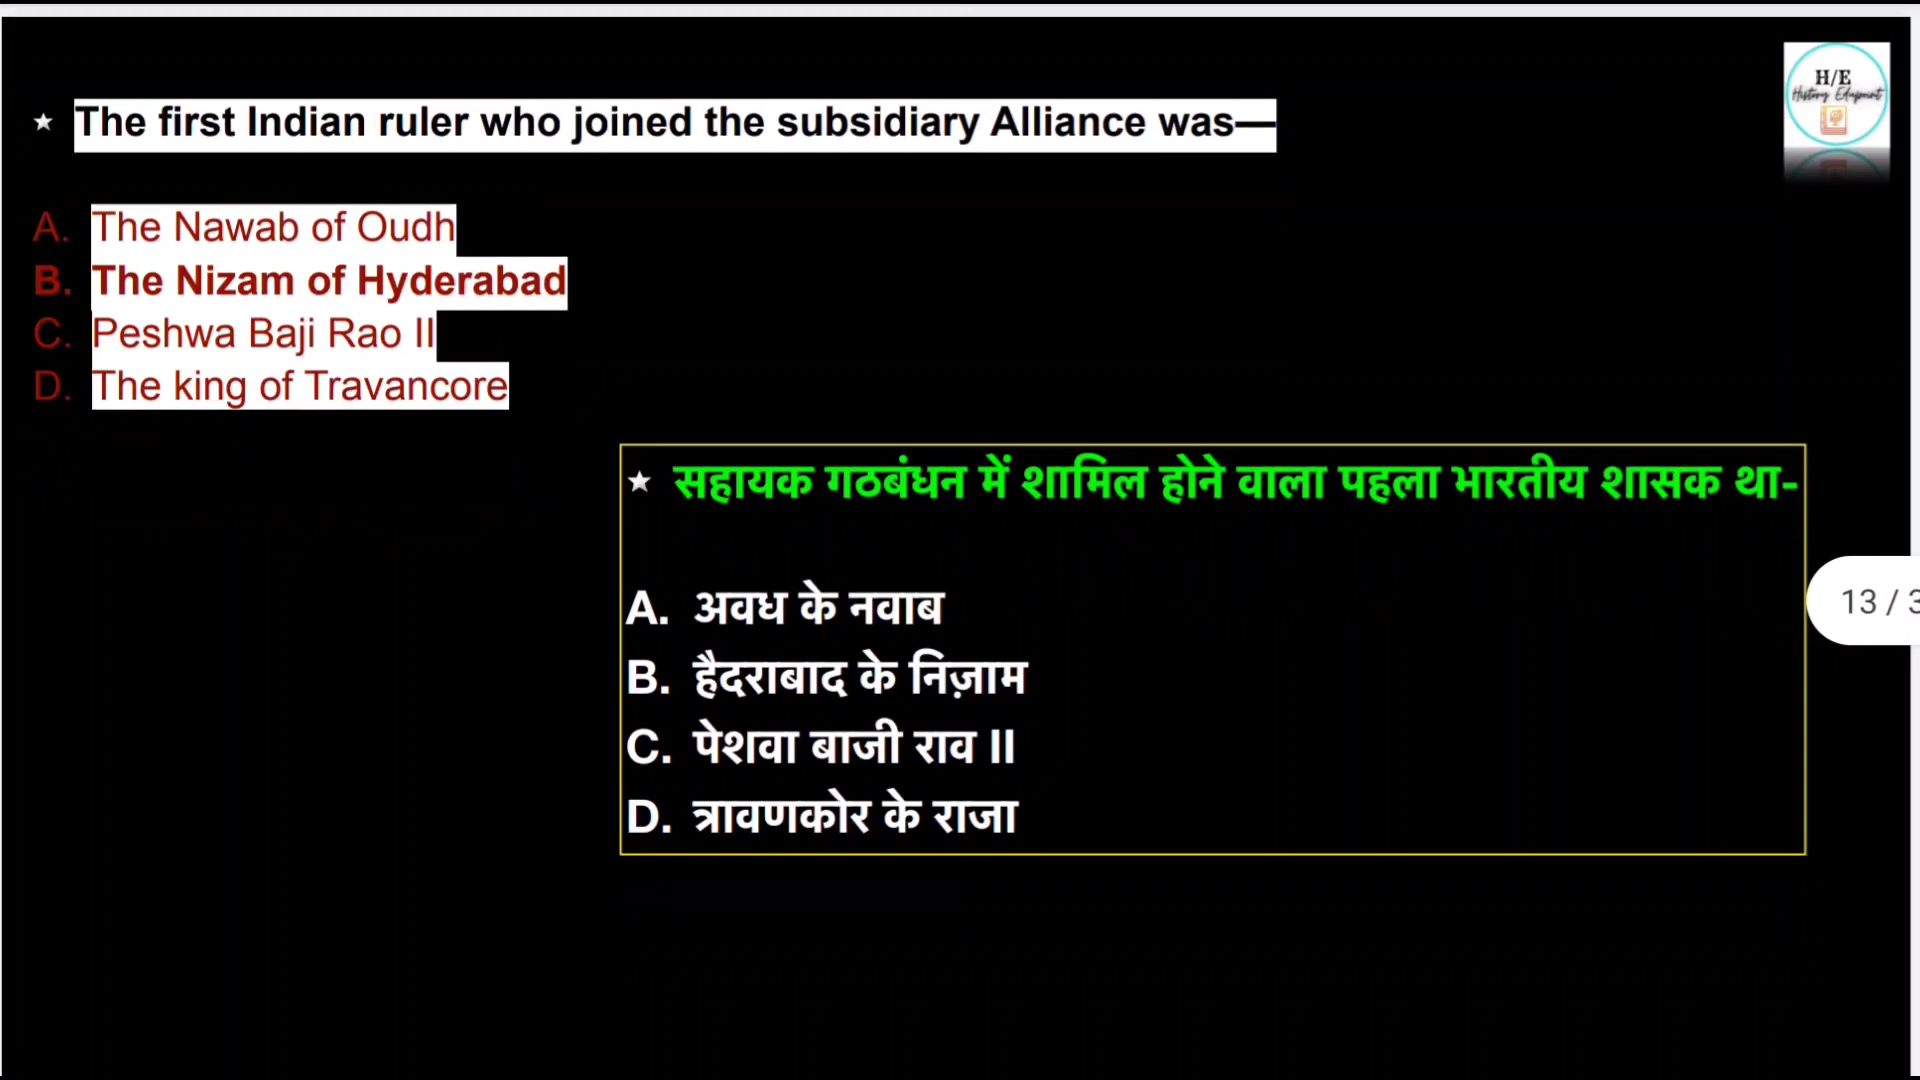 ★ The first Indian ruler who joined the subsidiary Alliance was—
H/E
History Edupoint
A. The Nawab of Oudh
B. The Nizam of Hyderabad
C. Peshwa Baji Rao II
D. The king of Travancore
★ सहायक गठबंधन में शामिल होने वाला पहला भारतीय शासक था-
A. अवध के नवाब
B. हैदराबाद के निज़ाम
C. पेशवा बाजी राव II
D. त्रावणकोर के राजा
13 / 3